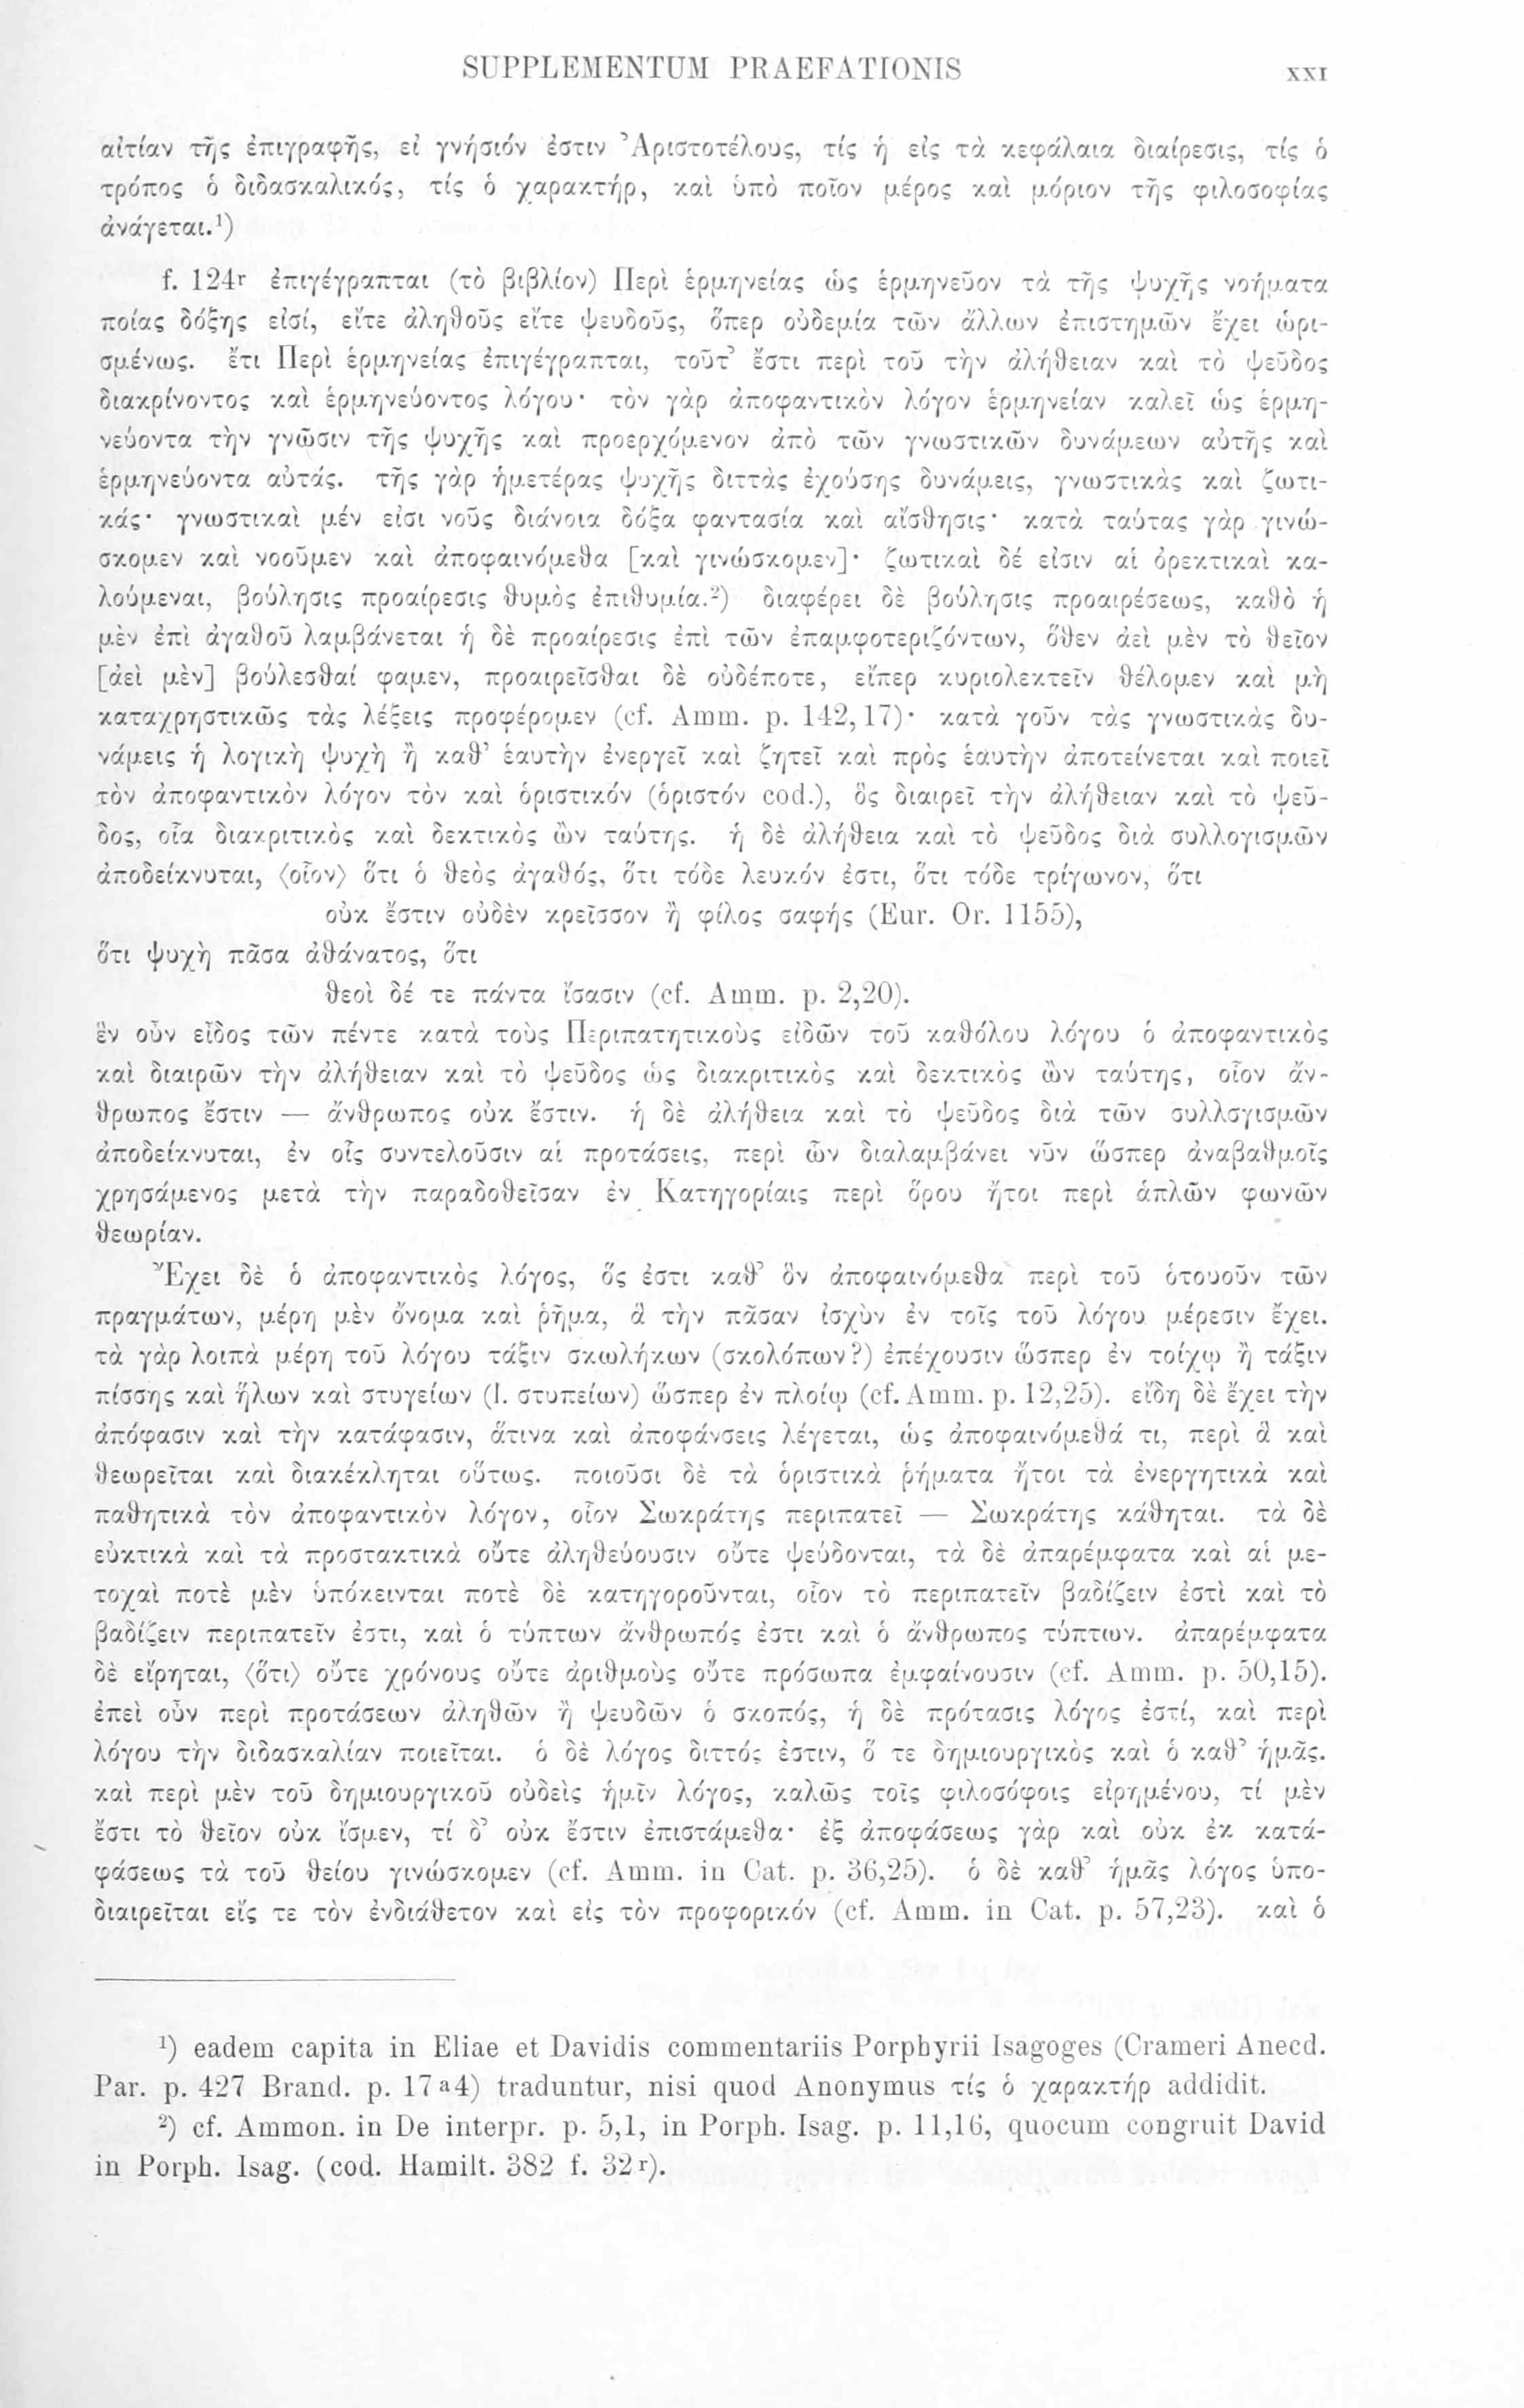 SUPPLEMENTUM PRAEFATIONIS XXI
αἰτίαν τῆς ἐπιγραφῆς, εἰ γνήσιόν ἐστιν Ἀριστοτέλους, τίς ἡ εἰς τὰ κεφάλαια διαίρεσις, τίς ὁ
τρόπος ὁ διδασκαλικός, τίς ὁ χαρακτήρ, καὶ ὑπὸ ποῖον μέρος καὶ μόριον τῆς φιλοσοφίας
ἀνάγεται.¹)
f. 124r ἐπιγέγραπται (τὸ βιβλίον) Περὶ ἑρμηνείας ὡς ἑρμηνεῦον τὰ τῆς ψυχῆς νοήματα
ποίας δόξης εἰσί, εἴτε ἀληθοῦς εἴτε ψευδοῦς, ὅπερ οὐδεμία τῶν ἄλλων ἐπιστημῶν ἔχει ὡρι-
σμένως. ἔτι Περὶ ἑρμηνείας ἐπιγέγραπται, τοῦτ’ ἔστι περὶ τοῦ τὴν ἀλήθειαν καὶ τὸ ψεῦδος
διακρίνοντος καὶ ἑρμηνεύοντος λόγου· τὸν γὰρ ἀποφαντικὸν λόγον ἑρμηνείαν καλεῖ ὡς ἑρμη-
νεύοντα τὴν γνῶσιν τῆς ψυχῆς καὶ προερχόμενον ἀπὸ τῶν γνωστικῶν δυνάμεων αὐτῆς καὶ
ἑρμηνεύοντα αὐτάς. τῆς γὰρ ἡμετέρας ψυχῆς διττὰς ἐχούσης δυνάμεις, γνωστικὰς καὶ ζωτι-
κάς· γνωστικαὶ μέν εἰσι νοῦς διάνοια δόξα φαντασία καὶ αἴσθησις· κατὰ ταύτας γὰρ γινώ-
σκομεν καὶ νοοῦμεν καὶ ἀποφαινόμεθα [καὶ γινώσκομεν]· ζωτικαὶ δέ εἰσιν αἱ ὀρεκτικαὶ κα-
λούμεναι, βούλησις προαίρεσις θυμὸς ἐπιθυμία.²) διαφέρει δὲ βούλησις προαιρέσεως, καθὸ ἡ
μὲν ἐπὶ ἀγαθοῦ λαμβάνεται ἡ δὲ προαίρεσις ἐπὶ τῶν ἐπαμφοτεριζόντων, ὅθεν ἀεὶ μὲν τὸ θεῖον
[ἀεὶ μὲν] βούλεσθαί φαμεν, προαιρεῖσθαι δὲ οὐδέποτε, εἴπερ κυριολεκτεῖν θέλομεν καὶ μὴ
καταχρηστικῶς τὰς λέξεις προφέρομεν (cf. Amm. p. 142,17)· κατὰ γοῦν τὰς γνωστικὰς δυ-
νάμεις ἡ λογικὴ ψυχὴ ἢ καθ’ ἑαυτὴν ἐνεργεῖ καὶ ζητεῖ καὶ πρὸς ἑαυτὴν ἀποτείνεται καὶ ποιεῖ
τὸν ἀποφαντικὸν λόγον τὸν καὶ ὁριστικόν (ὁριστόν cod.), ὃς διαιρεῖ τὴν ἀλήθειαν καὶ τὸ ψεῦ-
δος, οἷα διακριτικὸς καὶ δεκτικὸς ὢν ταύτης. ἡ δὲ ἀλήθεια καὶ τὸ ψεῦδος διὰ συλλογισμῶν
ἀποδείκνυται, ⟨οἷον⟩ ὅτι ὁ θεὸς ἀγαθός, ὅτι τόδε λευκόν ἐστι, ὅτι τόδε τρίγωνον, ὅτι
οὐκ ἔστιν οὐδὲν κρεῖσσον ἢ φίλος σαφής (Eur. Or. 1155),
ὅτι ψυχὴ πᾶσα ἀθάνατος, ὅτι
θεοὶ δέ τε πάντα ἴσασιν (cf. Amm. p. 2,20).
ἓν οὖν εἶδος τῶν πέντε κατὰ τοὺς Περιπατητικοὺς εἰδῶν τοῦ καθόλου λόγου ὁ ἀποφαντικὸς
καὶ διαιρῶν τὴν ἀλήθειαν καὶ τὸ ψεῦδος ὡς διακριτικὸς καὶ δεκτικὸς ὢν ταύτης, οἷον ἄν-
θρωπος ἔστιν — ἄνθρωπος οὐκ ἔστιν. ἡ δὲ ἀλήθεια καὶ τὸ ψεῦδος διὰ τῶν συλλογισμῶν
ἀποδείκνυται, ἐν οἷς συντελοῦσιν αἱ προτάσεις, περὶ ὧν διαλαμβάνει νῦν ὥσπερ ἀναβαθμοῖς
χρησάμενος μετὰ τὴν παραδοθεῖσαν ἐν Κατηγορίαις περὶ ὅρου ἤτοι περὶ ἁπλῶν φωνῶν
θεωρίαν.
Ἔχει δὲ ὁ ἀποφαντικὸς λόγος, ὅς ἐστι καθ’ ὃν ἀποφαινόμεθα περὶ τοῦ ὁτουοῦν τῶν
πραγμάτων, μέρη μὲν ὄνομα καὶ ῥῆμα, ἃ τὴν πᾶσαν ἰσχὺν ἐν τοῖς τοῦ λόγου μέρεσιν ἔχει.
τὰ γὰρ λοιπὰ μέρη τοῦ λόγου τάξιν σκωλήκων (σκολόπων?) ἐπέχουσιν ὥσπερ ἐν τοίχῳ ἢ τάξιν
πίσσης καὶ ἥλων καὶ στυγείων (l. στυπείων) ὥσπερ ἐν πλοίῳ (cf. Amm. p. 12,25). εἴδη δὲ ἔχει τὴν
ἀπόφασιν καὶ τὴν κατάφασιν, ἅτινα καὶ ἀποφάνσεις λέγεται, ὡς ἀποφαινόμεθά τι, περὶ ἃ καὶ
θεωρεῖται καὶ διακέκληται οὕτως. ποιοῦσι δὲ τὰ ὁριστικὰ ῥήματα ἤτοι τὰ ἐνεργητικὰ καὶ
παθητικὰ τὸν ἀποφαντικὸν λόγον, οἷον Σωκράτης περιπατεῖ — Σωκράτης κάθηται. τὰ δὲ
εὐκτικὰ καὶ τὰ προστακτικὰ οὔτε ἀληθεύουσιν οὔτε ψεύδονται, τὰ δὲ ἀπαρέμφατα καὶ αἱ με-
τοχαὶ ποτὲ μὲν ὑπόκεινται ποτὲ δὲ κατηγοροῦνται, οἷον τὸ περιπατεῖν βαδίζειν ἐστὶ καὶ τὸ
βαδίζειν περιπατεῖν ἐστι, καὶ ὁ τύπτων ἄνθρωπός ἐστι καὶ ὁ ἄνθρωπος τύπτων. ἀπαρέμφατα
δὲ εἴρηται, ⟨ὅτι⟩ οὔτε χρόνους οὔτε ἀριθμοὺς οὔτε πρόσωπα ἐμφαίνουσιν (cf. Amm. p. 50,15).
ἐπεὶ οὖν περὶ προτάσεων ἀληθῶν ἢ ψευδῶν ὁ σκοπός, ἡ δὲ πρότασις λόγος ἐστί, καὶ περὶ
λόγου τὴν διδασκαλίαν ποιεῖται. ὁ δὲ λόγος διττός ἐστιν, ὅ τε δημιουργικὸς καὶ ὁ καθ’ ἡμᾶς.
καὶ περὶ μὲν τοῦ δημιουργικοῦ οὐδεὶς ἡμῖν λόγος, καλῶς τοῖς φιλοσόφοις εἰρημένου, τί μὲν
ἔστι τὸ θεῖον οὐκ ἴσμεν, τί δ’ οὐκ ἔστιν ἐπιστάμεθα· ἐξ ἀποφάσεως γὰρ καὶ οὐκ ἐκ κατα-
φάσεως τὰ τοῦ θείου γινώσκομεν (cf. Amm. in Cat. p. 36,25). ὁ δὲ καθ’ ἡμᾶς λόγος ὑπο-
διαιρεῖται εἴς τε τὸν ἐνδιάθετον καὶ εἰς τὸν προφορικόν (cf. Amm. in Cat. p. 57,23). καὶ ὁ
¹) eadem capita in Eliae et Davidis commentariis Porphyrii Isagoges (Crameri Anecd.
Par. p. 427 Brand. p. 17ª4) traduntur, nisi quod Anonymus τίς ὁ χαρακτήρ addidit.
²) cf. Ammon. in De interpr. p. 5,1, in Porph. Isag. p. 11,16, quocum congruit David
in Porph. Isag. (cod. Hamilt. 382 f. 32r).